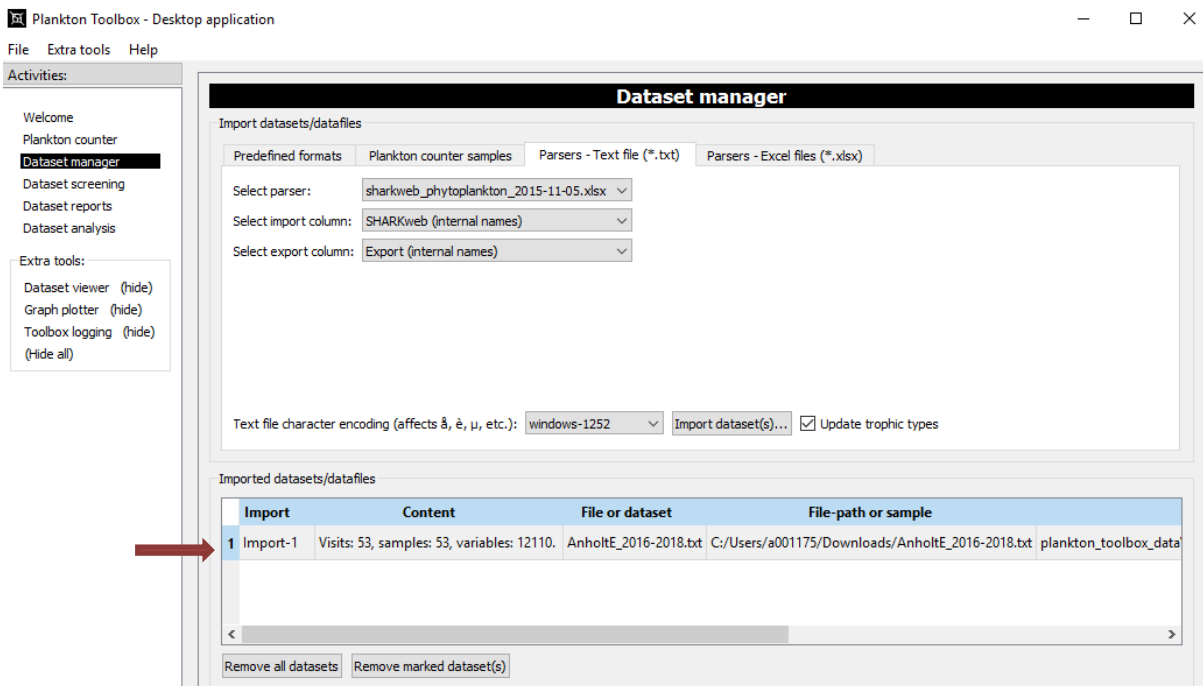 Plankton Toolbox - Desktop application
File Extra tools Help
Activities:
Welcome
Plankton counter
Dataset manager
Dataset screening
Dataset reports
Dataset analysis
Extra tools:
Dataset viewer (hide)
Graph plotter (hide)
Toolbox logging (hide)
(Hide all)
Dataset manager
Import datasets/datafiles
Predefined formats Plankton counter samples Parsers - Text file (*.txt) Parsers - Excel files (*.xlsx)
Select parser: sharkweb_phytoplankton_2015-11-05.xlsx
Select import column: SHARKweb (internal names)
Select export column: Export (internal names)
Text file character encoding (affects å, è, µ, etc.): windows-1252 Import dataset(s)... Update trophic types
Imported datasets/datafiles
Import Content File or dataset File-path or sample
1 Import-1 Visits: 53, samples: 53, variables: 12110. AnholtE_2016-2018.txt C:/Users/a001175/Downloads/AnholtE_2016-2018.txt plankton_toolbox_data
Remove all datasets Remove marked dataset(s)